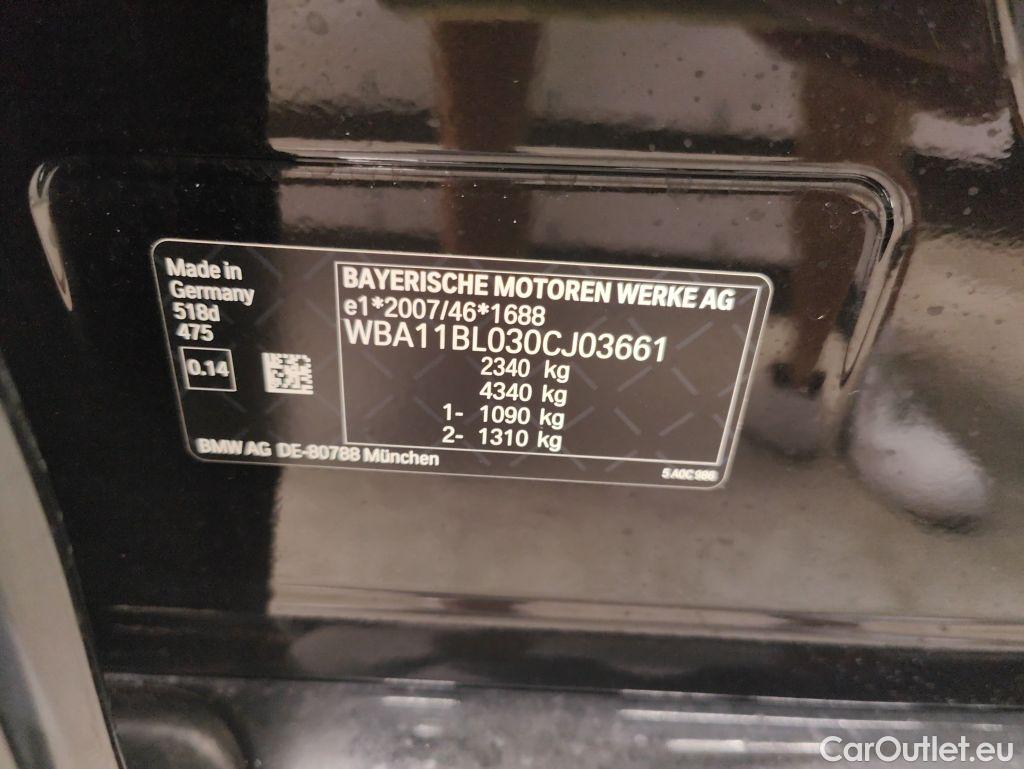 Made in
Germany
518d
475
0.14
BAYERISCHE MOTOREN WERKE AG
e1*2007/46*1688
WBA11BL030CJ03661
2340 kg
4340 kg
1- 1090 kg
2- 1310 kg
BMW AG DE-80788 München
5 A0C 986
CarOutlet.eu